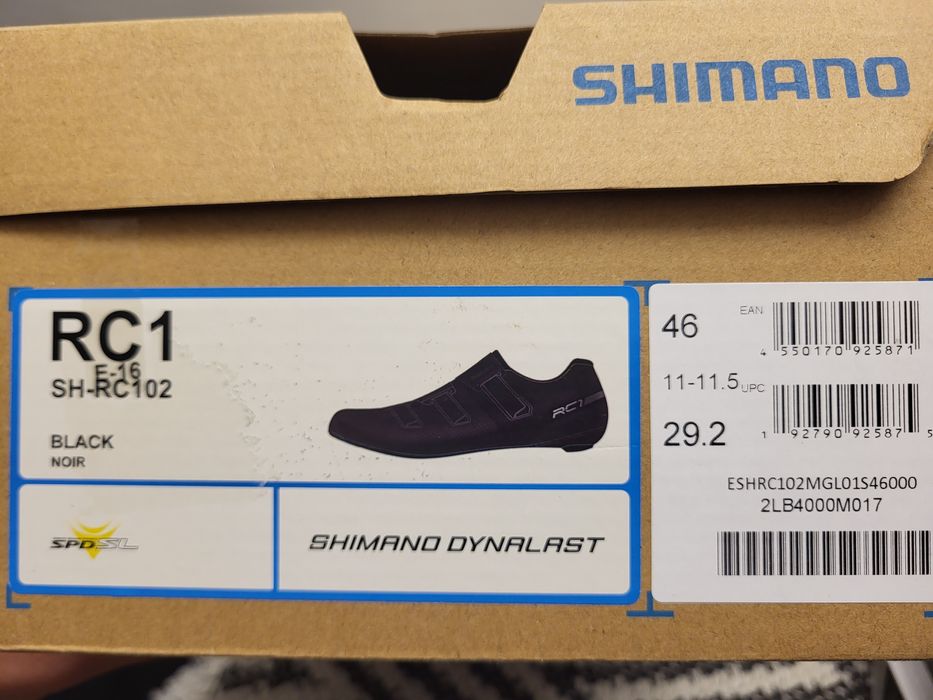 SHIMANO
RC1
E-16
SH-RC102
BLACK
NOIR
RC1
SPD-SL
SHIMANO DYNALAST
46
EAN
4 550170 925871
11-11.5
UPC
1 92790 92587 5
29.2
ESHRC102MGL01S46000
2LB4000M017